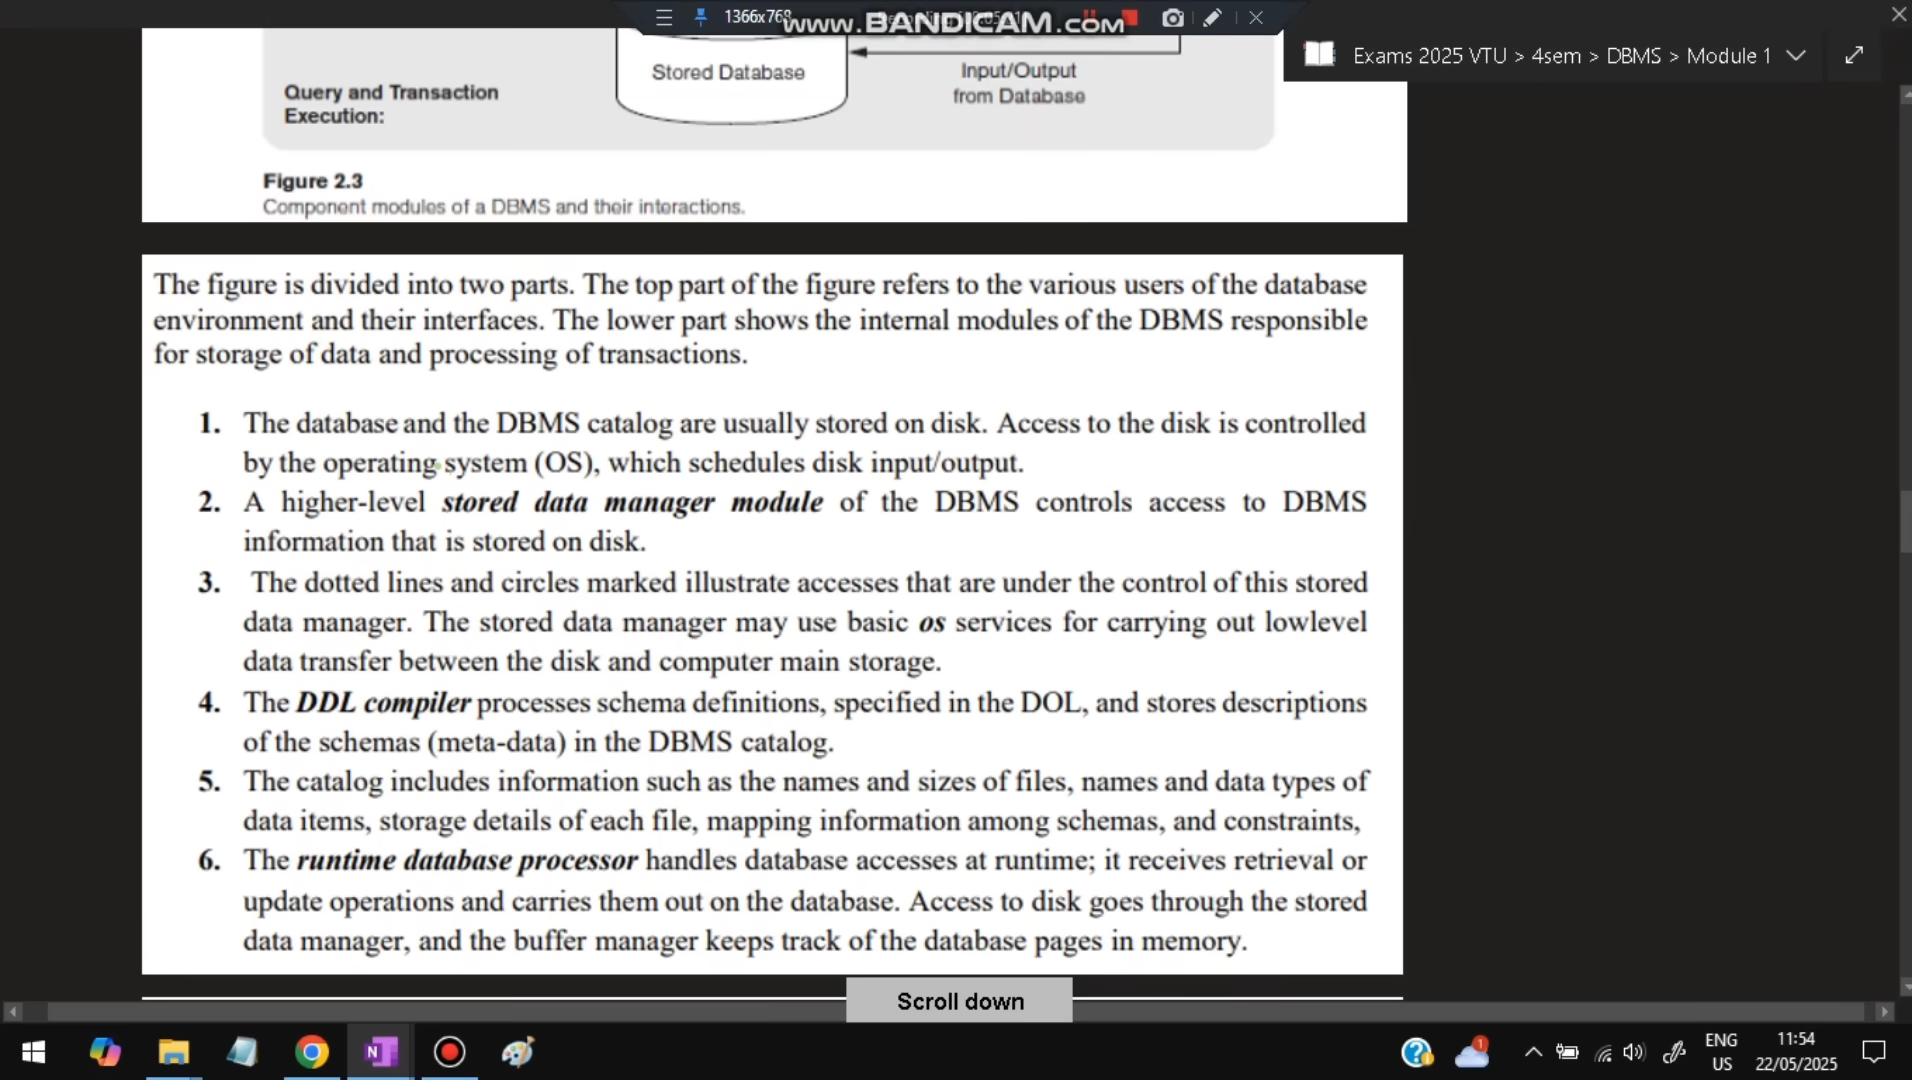 1366x768
www.BANDICAM.com
Exams 2025 VTU > 4sem > DBMS > Module 1
Stored Database
Input/Output
from Database
Query and Transaction
Execution:
Figure 2.3
Component modules of a DBMS and their interactions.
The figure is divided into two parts. The top part of the figure refers to the various users of the database
environment and their interfaces. The lower part shows the internal modules of the DBMS responsible
for storage of data and processing of transactions.
1. The database and the DBMS catalog are usually stored on disk. Access to the disk is controlled
by the operating system (OS), which schedules disk input/output.
2. A higher-level stored data manager module of the DBMS controls access to DBMS
information that is stored on disk.
3. The dotted lines and circles marked illustrate accesses that are under the control of this stored
data manager. The stored data manager may use basic os services for carrying out lowlevel
data transfer between the disk and computer main storage.
4. The DDL compiler processes schema definitions, specified in the DOL, and stores descriptions
of the schemas (meta-data) in the DBMS catalog.
5. The catalog includes information such as the names and sizes of files, names and data types of
data items, storage details of each file, mapping information among schemas, and constraints,
6. The runtime database processor handles database accesses at runtime; it receives retrieval or
update operations and carries them out on the database. Access to disk goes through the stored
data manager, and the buffer manager keeps track of the database pages in memory.
Scroll down
N
1
ENG
US
11:54
22/05/2025